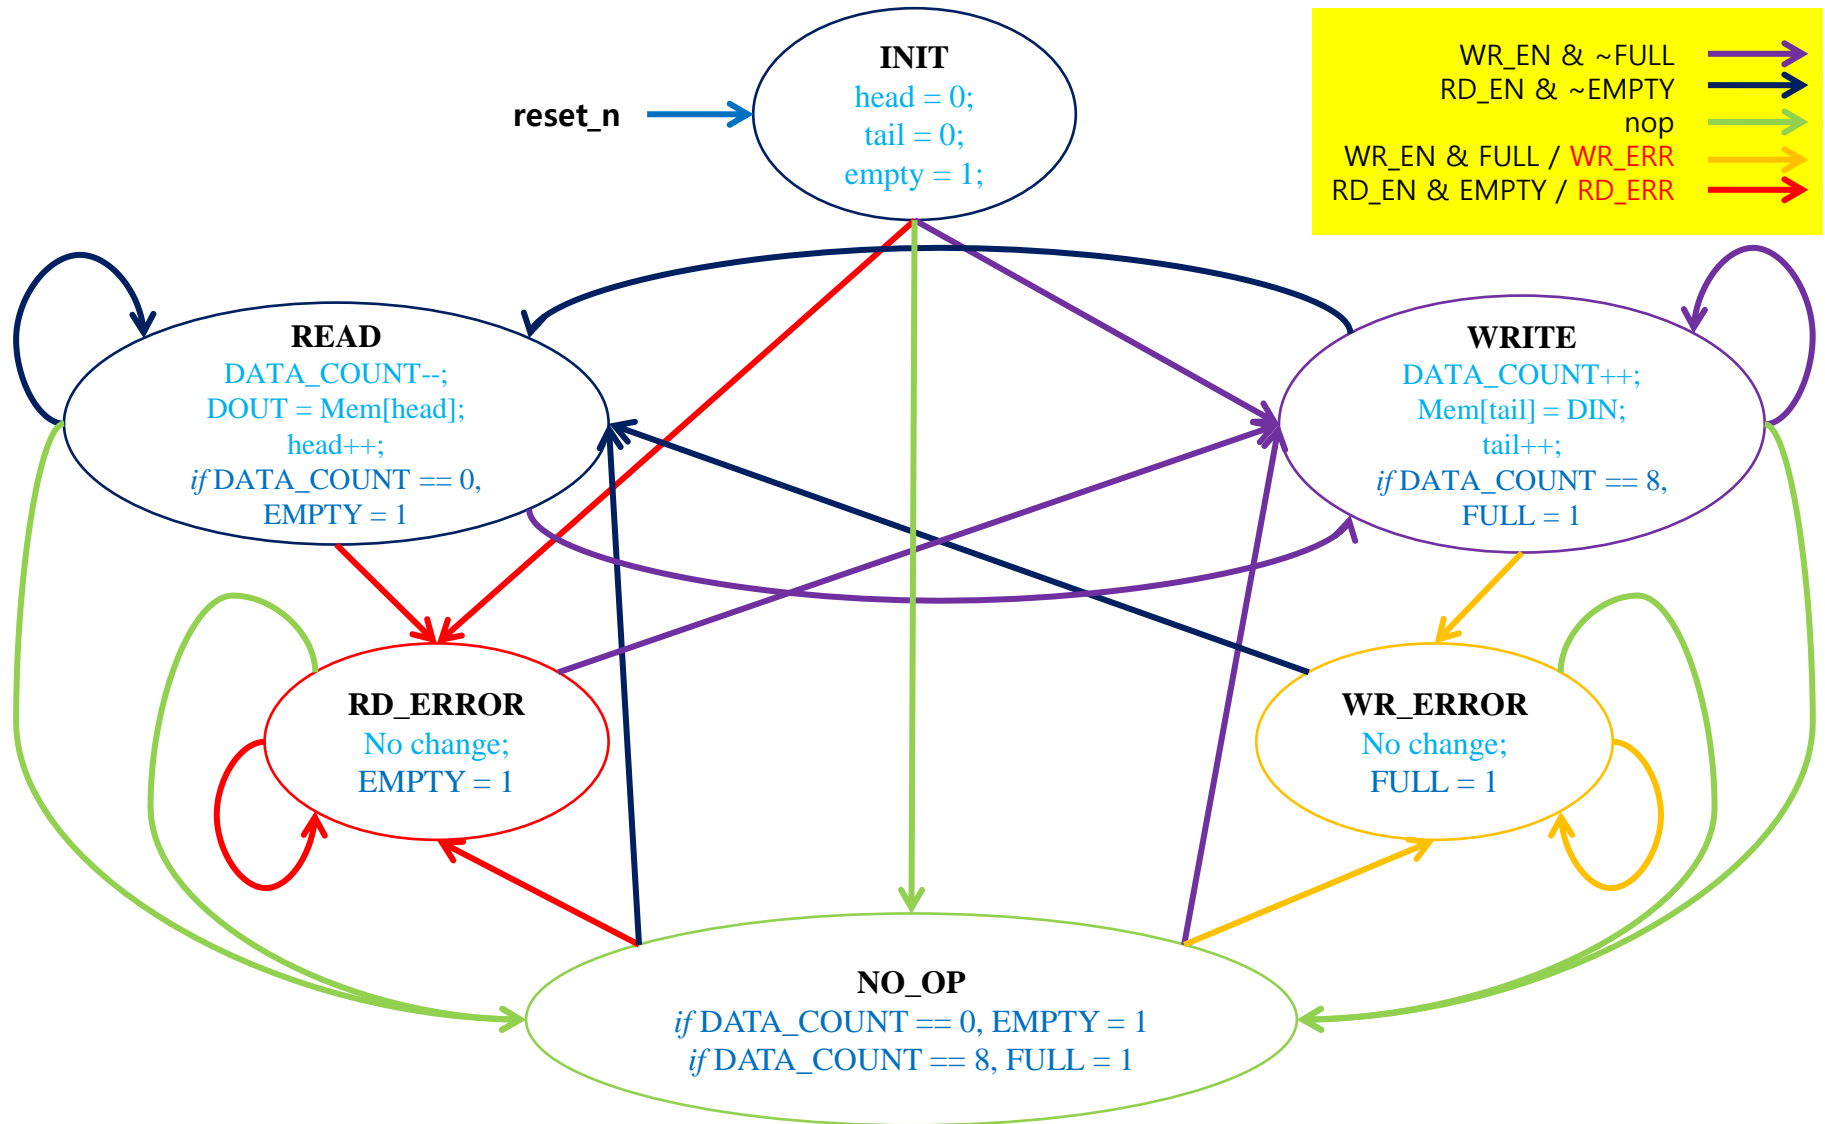 INIT
head = 0;
tail = 0;
empty = 1;
reset_n
WR_EN & ~FULL
RD_EN & ~EMPTY
nop
WR_EN & FULL / WR_ERR
RD_EN & EMPTY / RD_ERR
READ
DATA_COUNT--;
DOUT = Mem[head];
head++;
if DATA_COUNT == 0,
EMPTY = 1
WRITE
DATA_COUNT++;
Mem[tail] = DIN;
tail++;
if DATA_COUNT == 8,
FULL = 1
RD_ERROR
No change;
EMPTY = 1
WR_ERROR
No change;
FULL = 1
NO_OP
if DATA_COUNT == 0, EMPTY = 1
if DATA_COUNT == 8, FULL = 1